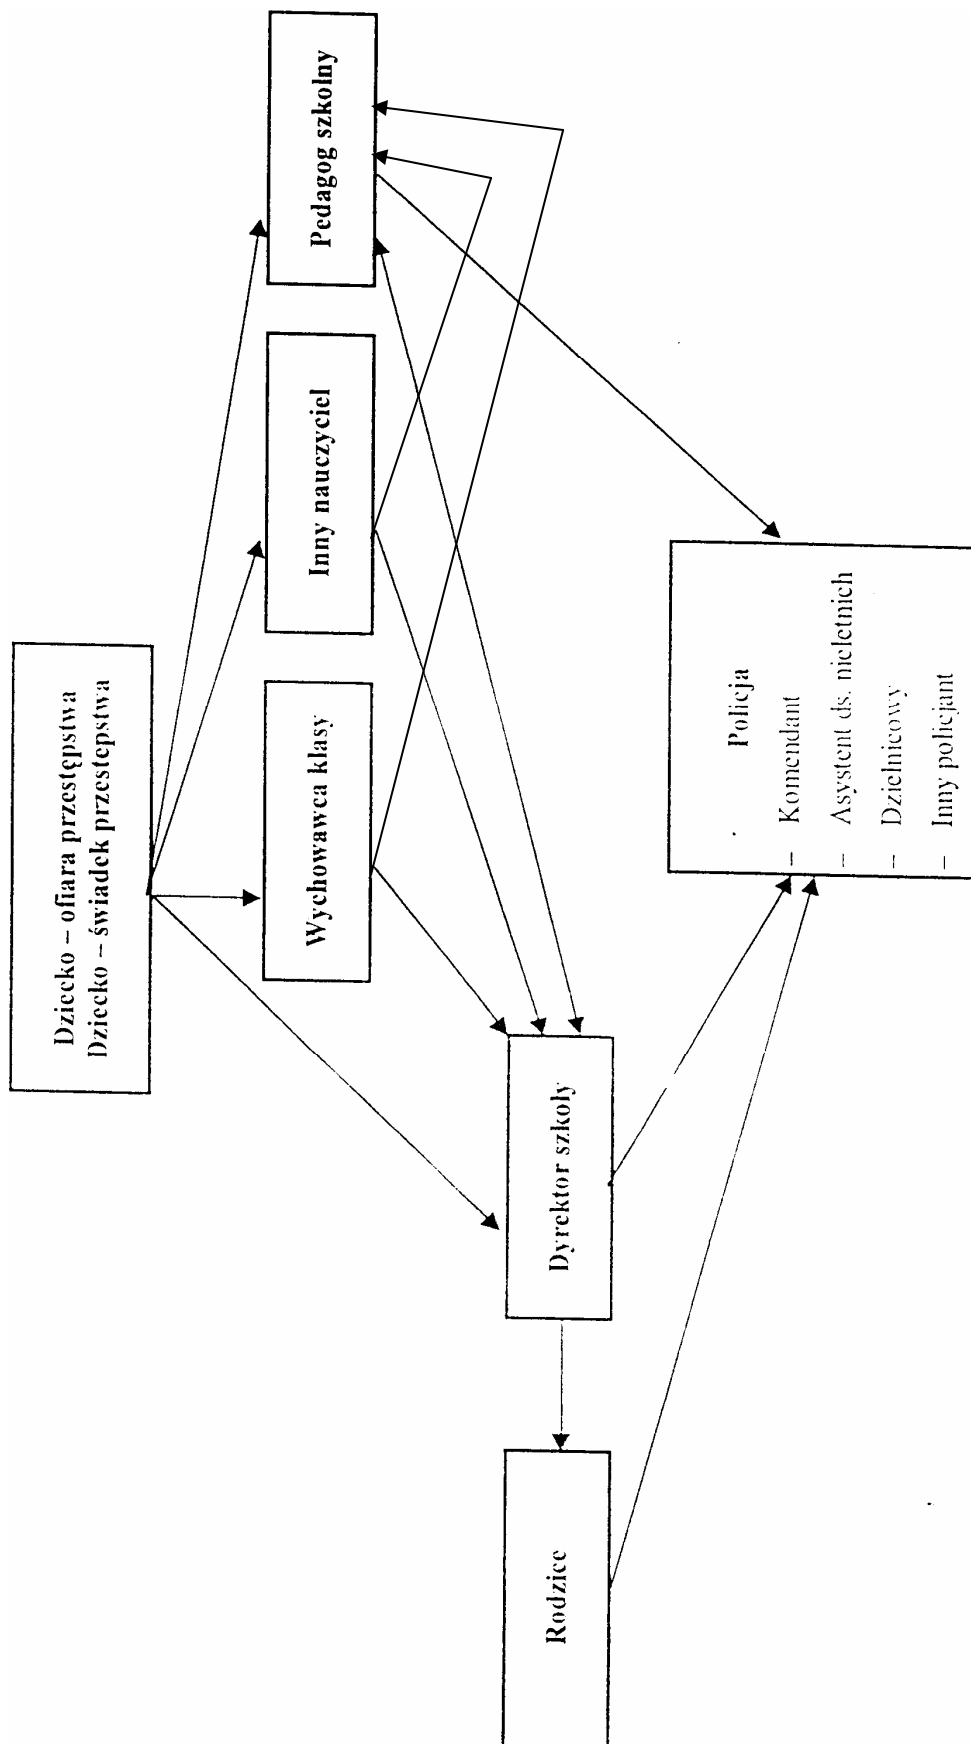 Dziecko – ofiara przestępstwa
Dziecko – świadek przestępstwa
Wychowawca klasy
Inny nauczyciel
Pedagog szkolny
Rodzice
Dyrektor szkoły
Policja
– Komendant
– Asystent ds. nieletnich
– Dzielnicowy
– Inny policjant